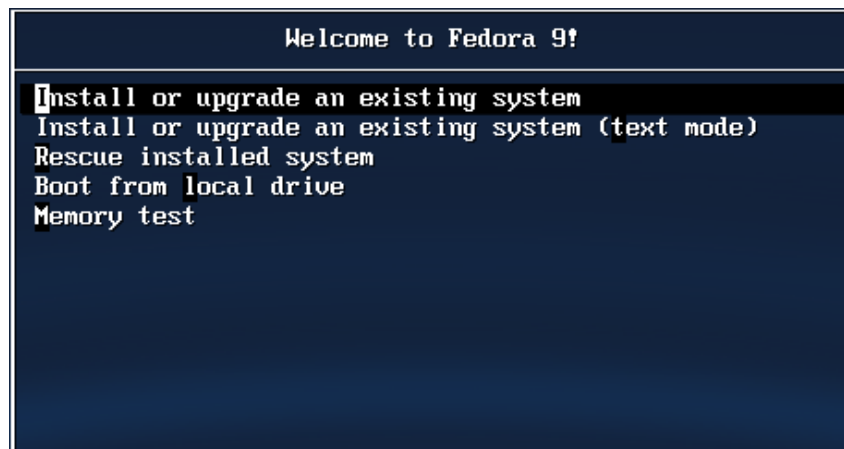 Welcome to Fedora 9!
Install or upgrade an existing system
Install or upgrade an existing system (text mode)
Rescue installed system
Boot from local drive
Memory test